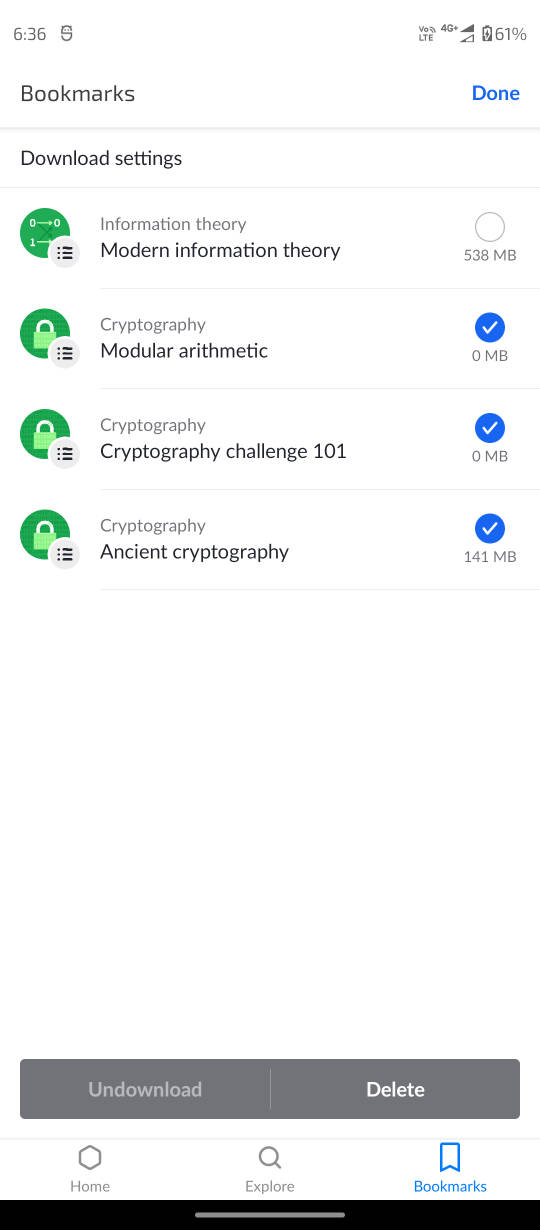 6:36
Vo LTE 4G+ 61%
Bookmarks Done
Download settings
0 0
1
Information theory
Modern information theory
538 MB
Cryptography
Modular arithmetic
0 MB
Cryptography
Cryptography challenge 101
0 MB
Cryptography
Ancient cryptography
141 MB
Undownload Delete
Home Explore Bookmarks